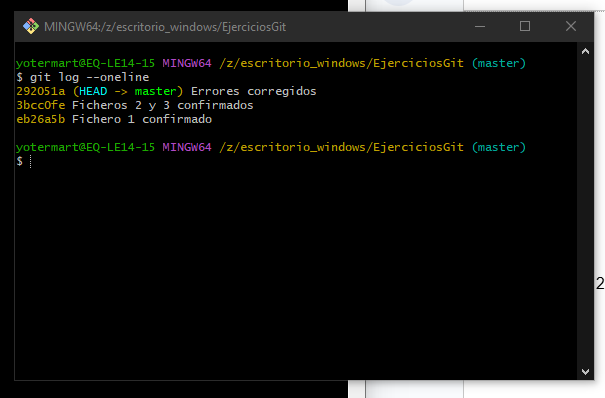 MINGW64:/z/escritorio_windows/EjerciciosGit
yotermart@EQ-LE14-15 MINGW64 /z/escritorio_windows/EjerciciosGit (master)
$ git log --oneline
292051a (HEAD -> master) Errores corregidos
3bcc0fe Ficheros 2 y 3 confirmados
eb26a5b Fichero 1 confirmado
yotermart@EQ-LE14-15 MINGW64 /z/escritorio_windows/EjerciciosGit (master)
$
2